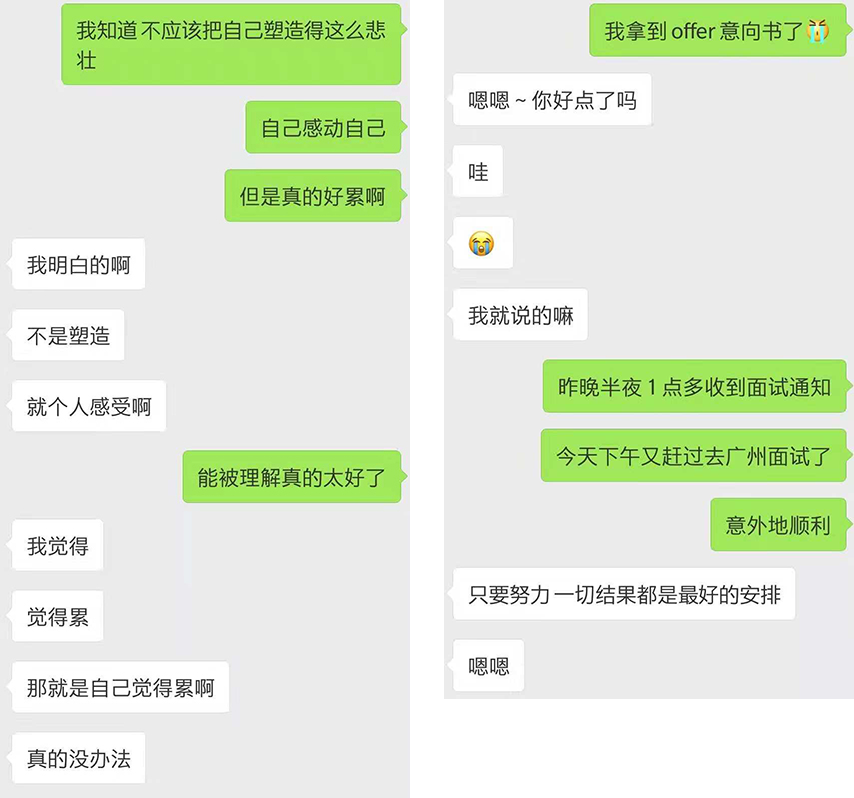 我知道 不应该把自己塑造得这么悲
壮
自己感动自己
但是真的好累啊
我明白的啊
不是塑造
就个人感受啊
能被理解真的太好了
我觉得
觉得累
那就是自己觉得累啊
真的没办法
我拿到 offer 意向书了😭
嗯嗯 ~ 你好点了吗
哇
😭
我就说的嘛
昨晚半夜 1 点多收到面试通知
今天下午又赶过去广州面试了
意外地顺利
只要努力 一切结果都是最好的安排
嗯嗯